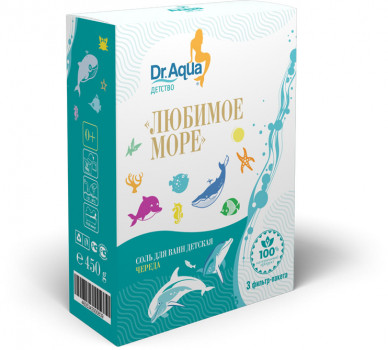 Dr.Aqua
ДЕТСТВО
«ЛЮБИМОЕ
МОРЕ»
СОЛЬ ДЛЯ ВАНН ДЕТСКАЯ
ЧЕРЕДА
100%
3 фильтр-пакета
0+
℮ 450 g